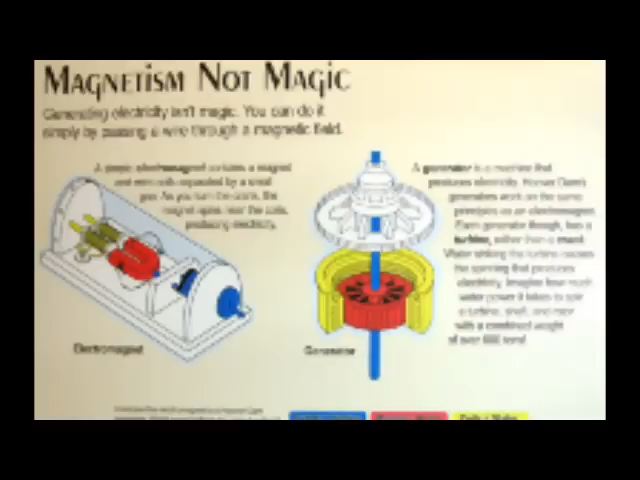 Magnetism Not Magic
Generating electricity isn't magic. You can do it
simply by passing a wire through a magnetic field.
A simple electromagnet contains a magnet
and wire coils separated by a small
gap. As you turn the crank, the
magnet spins near the coils,
producing electricity.
A generator is a machine that
produces electricity. Hoover Dam's
generators work on the same
principles as an electromagnet.
Each generator though, has a
turbine, rather than a crank.
Water striking the turbine causes
the spinning that produces
electricity. Imagine how much
water power it takes to spin
a turbine, shaft, and rotor
with a combined weight
of over 600 tons!
Electromagnet
Generator